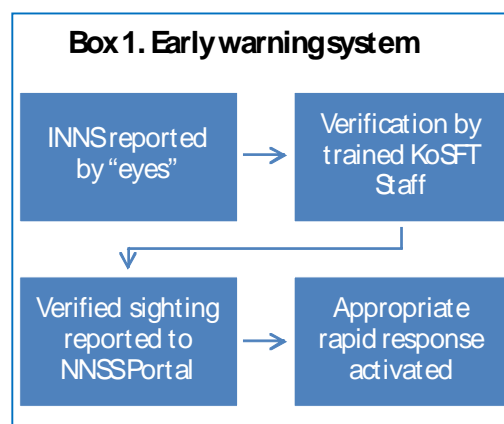 Box 1. Early warning system
INNS reported
by “eyes”
Verification by
trained KoSFT
Staff
Verified sighting
reported to
NNSS Portal
Appropriate
rapid response
activated